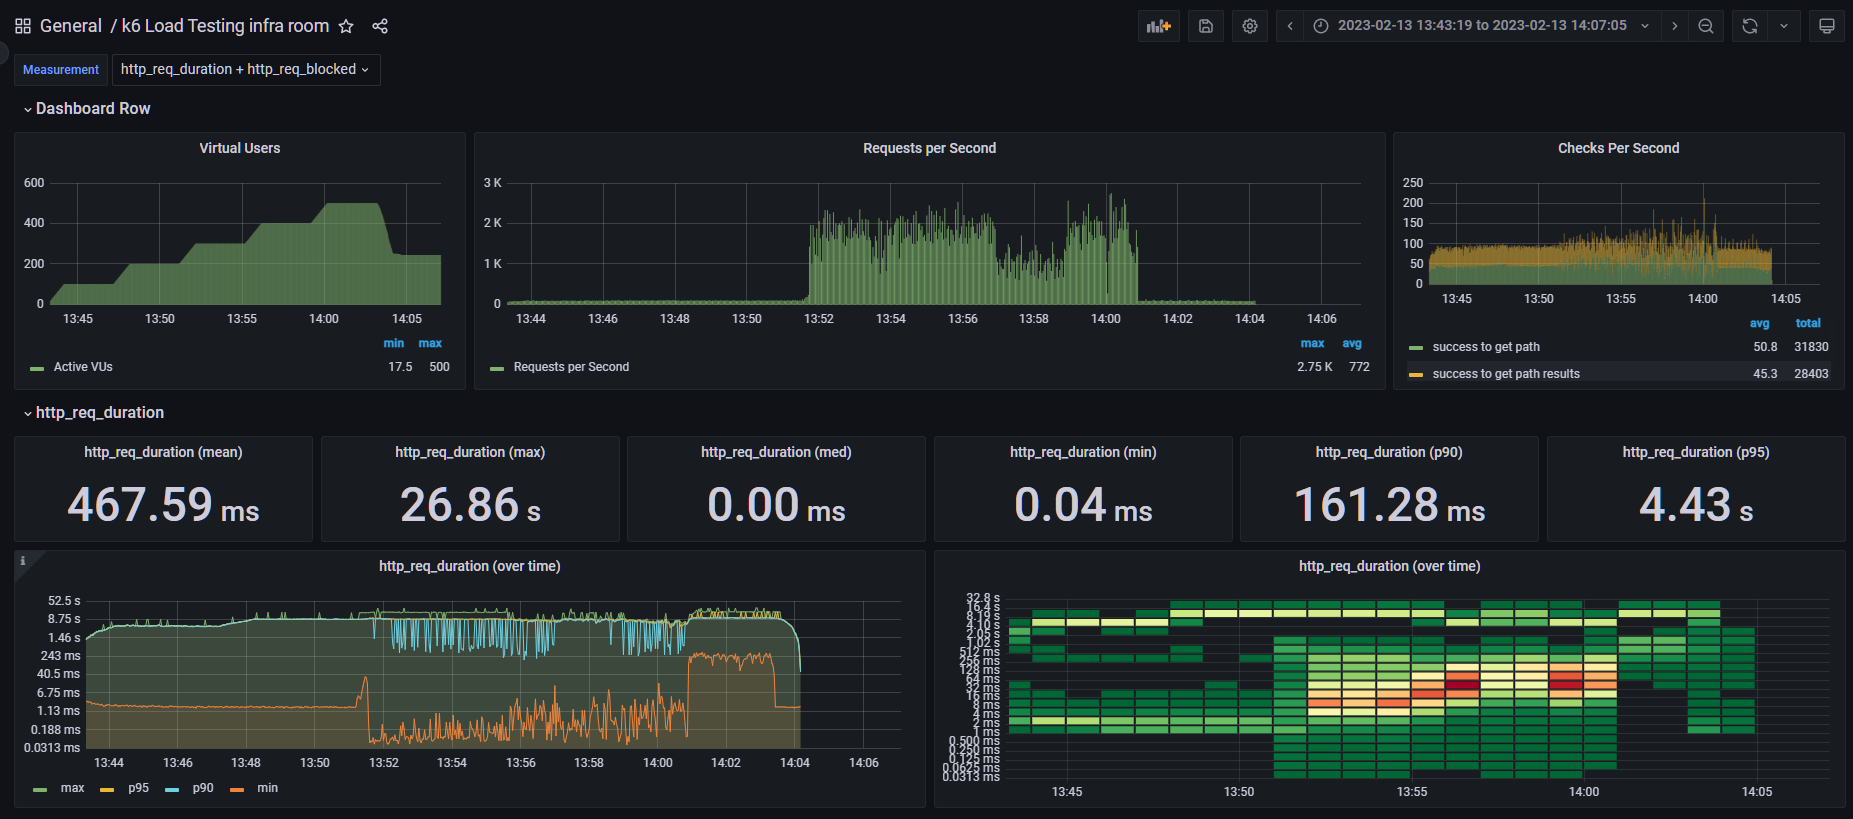 General / k6 Load Testing infra room
2023-02-13 13:43:19 to 2023-02-13 14:07:05
Measurement http_req_duration + http_req_blocked
Dashboard Row
Virtual Users
600
400
200
0
13:45 13:50 13:55 14:00 14:05
min max
Active VUs 17.5 500
Requests per Second
3 K
2 K
1 K
0
13:44 13:46 13:48 13:50 13:52 13:54 13:56 13:58 14:00 14:02 14:04 14:06
max avg
Requests per Second 2.75 K 772
Checks Per Second
250
200
150
100
50
0
13:45 13:50 13:55 14:00 14:05
avg total
success to get path 50.8 31830
success to get path results 45.3 28403
http_req_duration
http_req_duration (mean)
467.59 ms
http_req_duration (max)
26.86 s
http_req_duration (med)
0.00 ms
http_req_duration (min)
0.04 ms
http_req_duration (p90)
161.28 ms
http_req_duration (p95)
4.43 s
http_req_duration (over time)
52.5 s
8.75 s
1.46 s
243 ms
40.5 ms
6.75 ms
1.13 ms
0.188 ms
0.0313 ms
13:44 13:46 13:48 13:50 13:52 13:54 13:56 13:58 14:00 14:02 14:04 14:06
max p95 p90 min
http_req_duration (over time)
32.8 s
16.4 s
8.19 s
4.10 s
2.05 s
1.02 s
512 ms
256 ms
128 ms
64 ms
32 ms
16 ms
8 ms
4 ms
2 ms
1 ms
0.500 ms
0.250 ms
0.125 ms
0.0625 ms
0.0313 ms
13:45 13:50 13:55 14:00 14:05